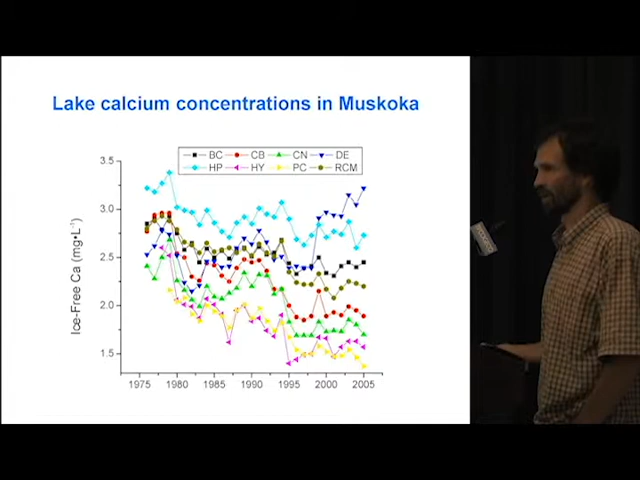 Lake calcium concentrations in Muskoka
BC CB CN DE
HP HY PC RCM
Ice-Free Ca (mg•L⁻¹)
3.5
3.0
2.5
2.0
1.5
1975 1980 1985 1990 1995 2000 2005